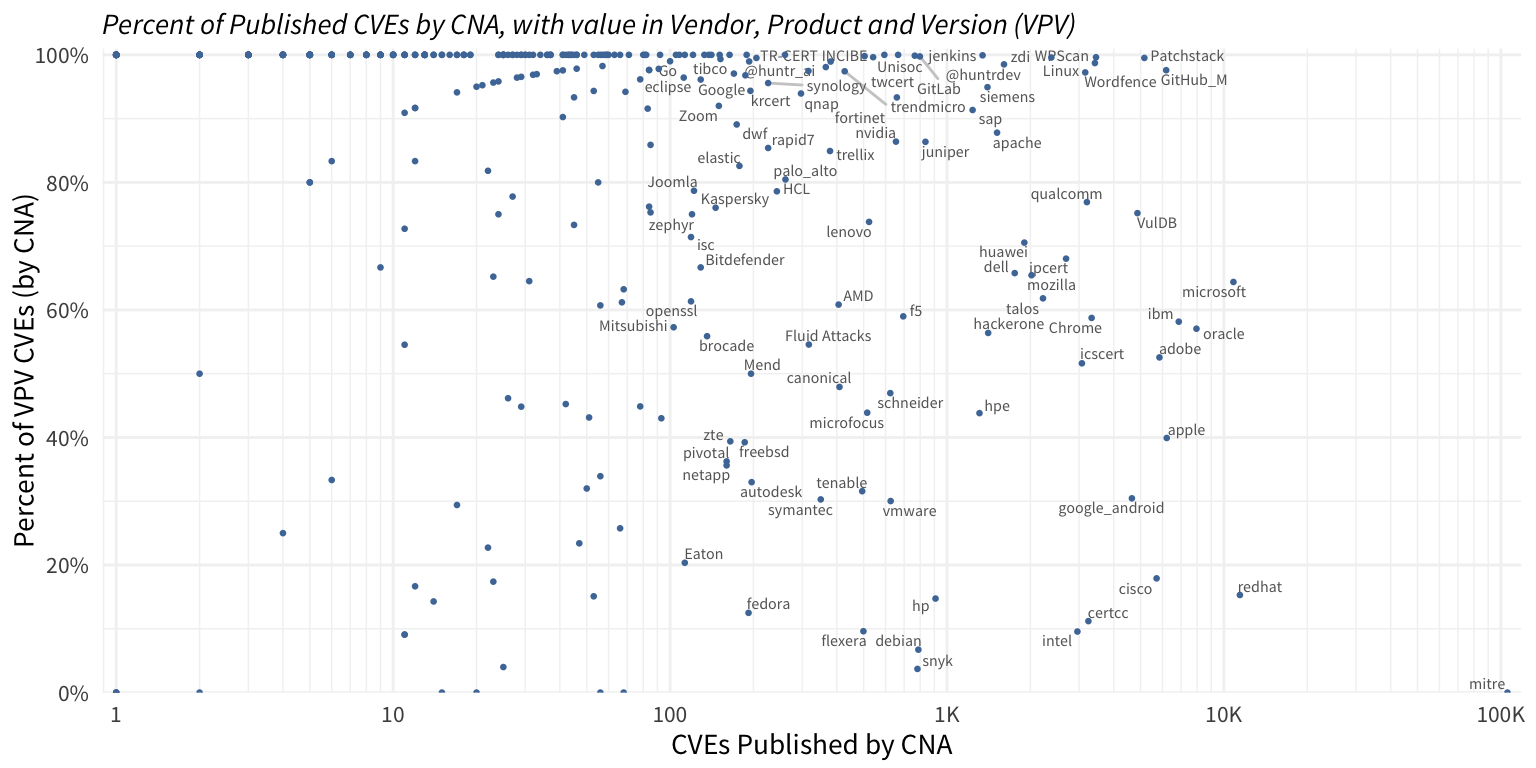 Percent of Published CVEs by CNA, with value in Vendor, Product and Version (VPV)
Percent of VPV CVEs (by CNA)
100%
80%
60%
40%
20%
0%
TR-CERT INCIBE jenkins zdi WPScan Patchstack
Go tibco @huntr_ai Unisoc @huntrdev Linux
eclipse Google synology twcert GitLab Wordfence GitHub_M
krcert qnap trendmicro siemens
Zoom fortinet sap
dwf rapid7 nvidia apache
elastic trellix juniper
palo_alto
Joomla HCL qualcomm
Kaspersky
zephyr lenovo VulDB
isc huawei
Bitdefender dell jpcert
mozilla microsoft
openssl AMD talos
Mitsubishi f5 hackerone Chrome ibm
brocade Fluid Attacks oracle
Mend icscert adobe
canonical
schneider hpe
microfocus
zte apple
pivotal freebsd
netapp
autodesk tenable
symantec vmware google_android
Eaton
cisco redhat
fedora hp certcc
flexera debian intel
snyk
mitre
1 10 100 1K 10K 100K
CVEs Published by CNA